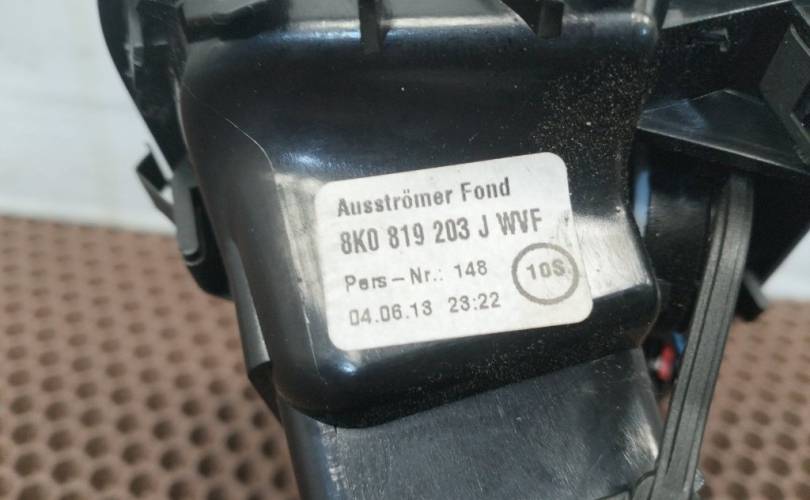 Ausströmer Fond
8K0 819 203 J WVF
Pers-Nr.: 148
10S
04.06.13 23:22